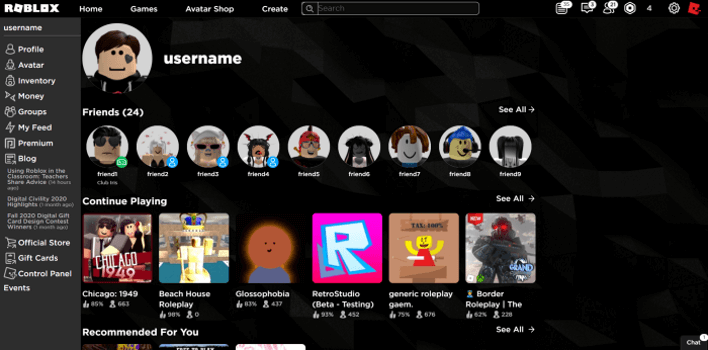 ROBLOX Home Games Avatar Shop Create Search 3 21 4
username
Profile
Avatar
Inventory
Money
Groups
My Feed
Premium
Blog
Using Roblox in the
Classroom: Teachers
Share Advice (14 hours
ago)
Digital Civility 2020
Highlights (1 month ago)
Fall 2020 Digital Gift
Card Design Contest
Winners (1 month ago)
Official Store
Gift Cards
Control Panel
Events
username
Friends (24) See All →
friend1 friend2 friend3 friend4 friend5 friend6 friend7 friend8 friend9
Club Iris
Continue Playing See All →
CHICAGO
1949
TAX: 100%
NEW
GRAND
Chicago: 1949 Beach House Glossophobia RetroStudio generic roleplay Border
Roleplay (Beta - Testing) gaem. Roleplay | The
85% 663 98% 0 83% 437 93% 452 75% 676 62% 228
Recommended For You See All →
Chat 1